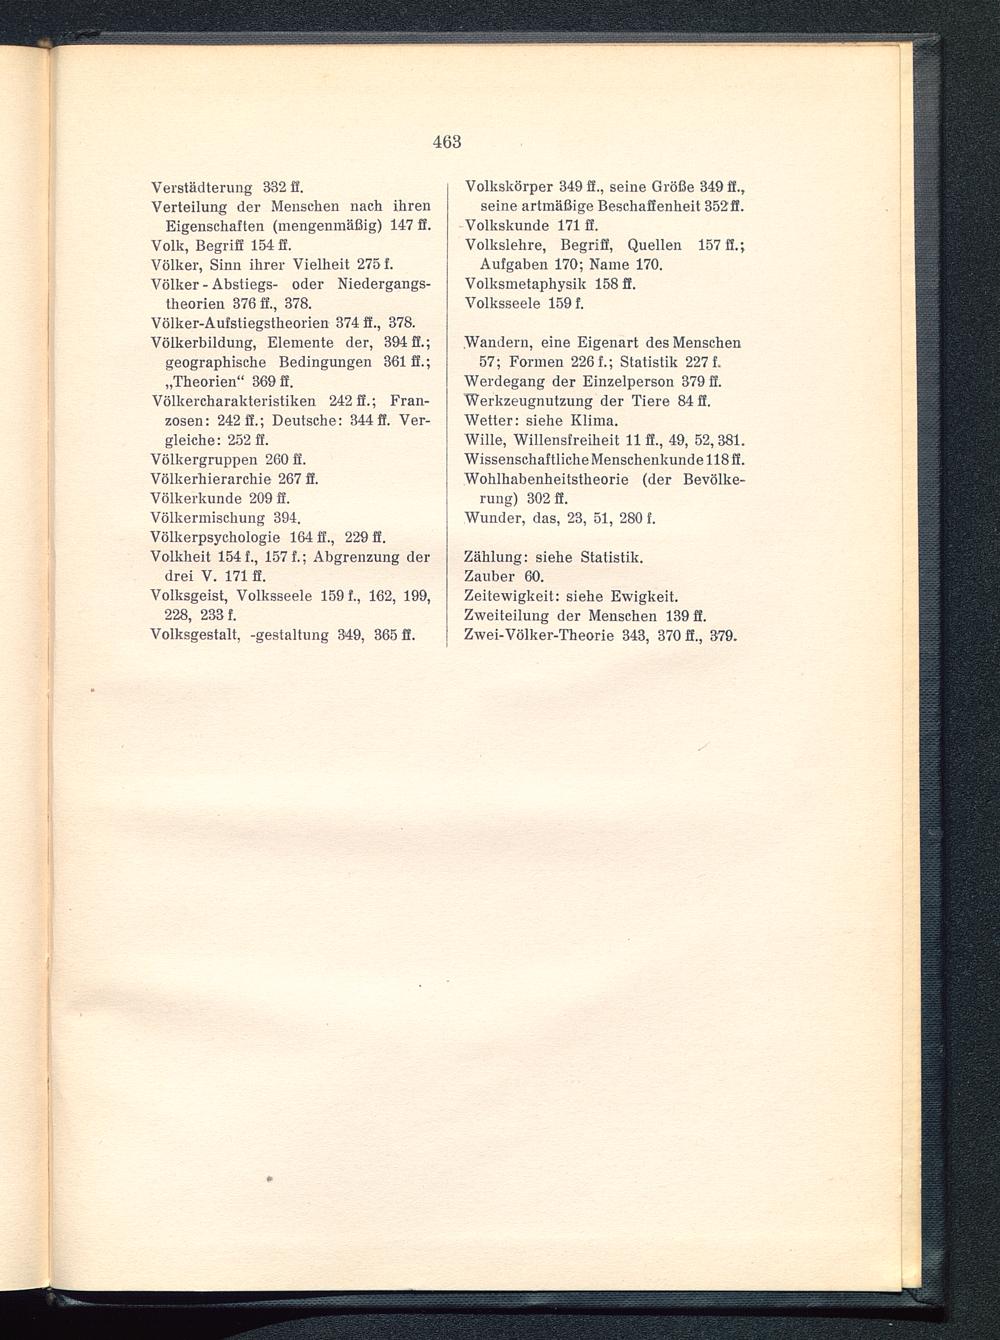 463
Verstädterung 332 ff.
Verteilung der Menschen nach ihren
Eigenschaften (mengenmäßig) 147 ff.
Volk, Begriff 154 ff.
Völker, Sinn ihrer Vielheit 275 f.
Völker-Abstiegs- oder Niedergangs-
theorien 376 ff., 378.
Völker-Aufstiegstheorien 374 ff., 378.
Völkerbildung, Elemente der, 394 ff.;
geographische Bedingungen 361 ff.;
„Theorien“ 369 ff.
Völkercharakteristiken 242 ff.; Fran-
zosen: 242 ff.; Deutsche: 344 ff. Ver-
gleiche: 252 ff.
Völkergruppen 260 ff.
Völkerhierarchie 267 ff.
Völkerkunde 209 ff.
Völkermischung 394.
Völkerpsychologie 164 ff., 229 ff.
Volkheit 154 f., 157 f.; Abgrenzung der
drei V. 171 ff.
Volksgeist, Volksseele 159 f., 162, 199,
228, 233 f.
Volksgestalt, -gestaltung 349, 365 ff.
Volkskörper 349 ff., seine Größe 349 ff.,
seine artmäßige Beschaffenheit 352 ff.
Volkskunde 171 ff.
Volkslehre, Begriff, Quellen 157 ff.;
Aufgaben 170; Name 170.
Volksmetaphysik 158 ff.
Volksseele 159 f.
Wandern, eine Eigenart des Menschen
57; Formen 226 f.; Statistik 227 f.
Werdegang der Einzelperson 379 ff.
Werkzeugnutzung der Tiere 84 ff.
Wetter: siehe Klima.
Wille, Willensfreiheit 11 ff., 49, 52, 381.
Wissenschaftliche Menschenkunde 118 ff.
Wohlhabenheitstheorie (der Bevölke-
rung) 302 ff.
Wunder, das, 23, 51, 280 f.
Zählung: siehe Statistik.
Zauber 60.
Zeitewigkeit: siehe Ewigkeit.
Zweiteilung der Menschen 139 ff.
Zwei-Völker-Theorie 343, 370 ff., 379.